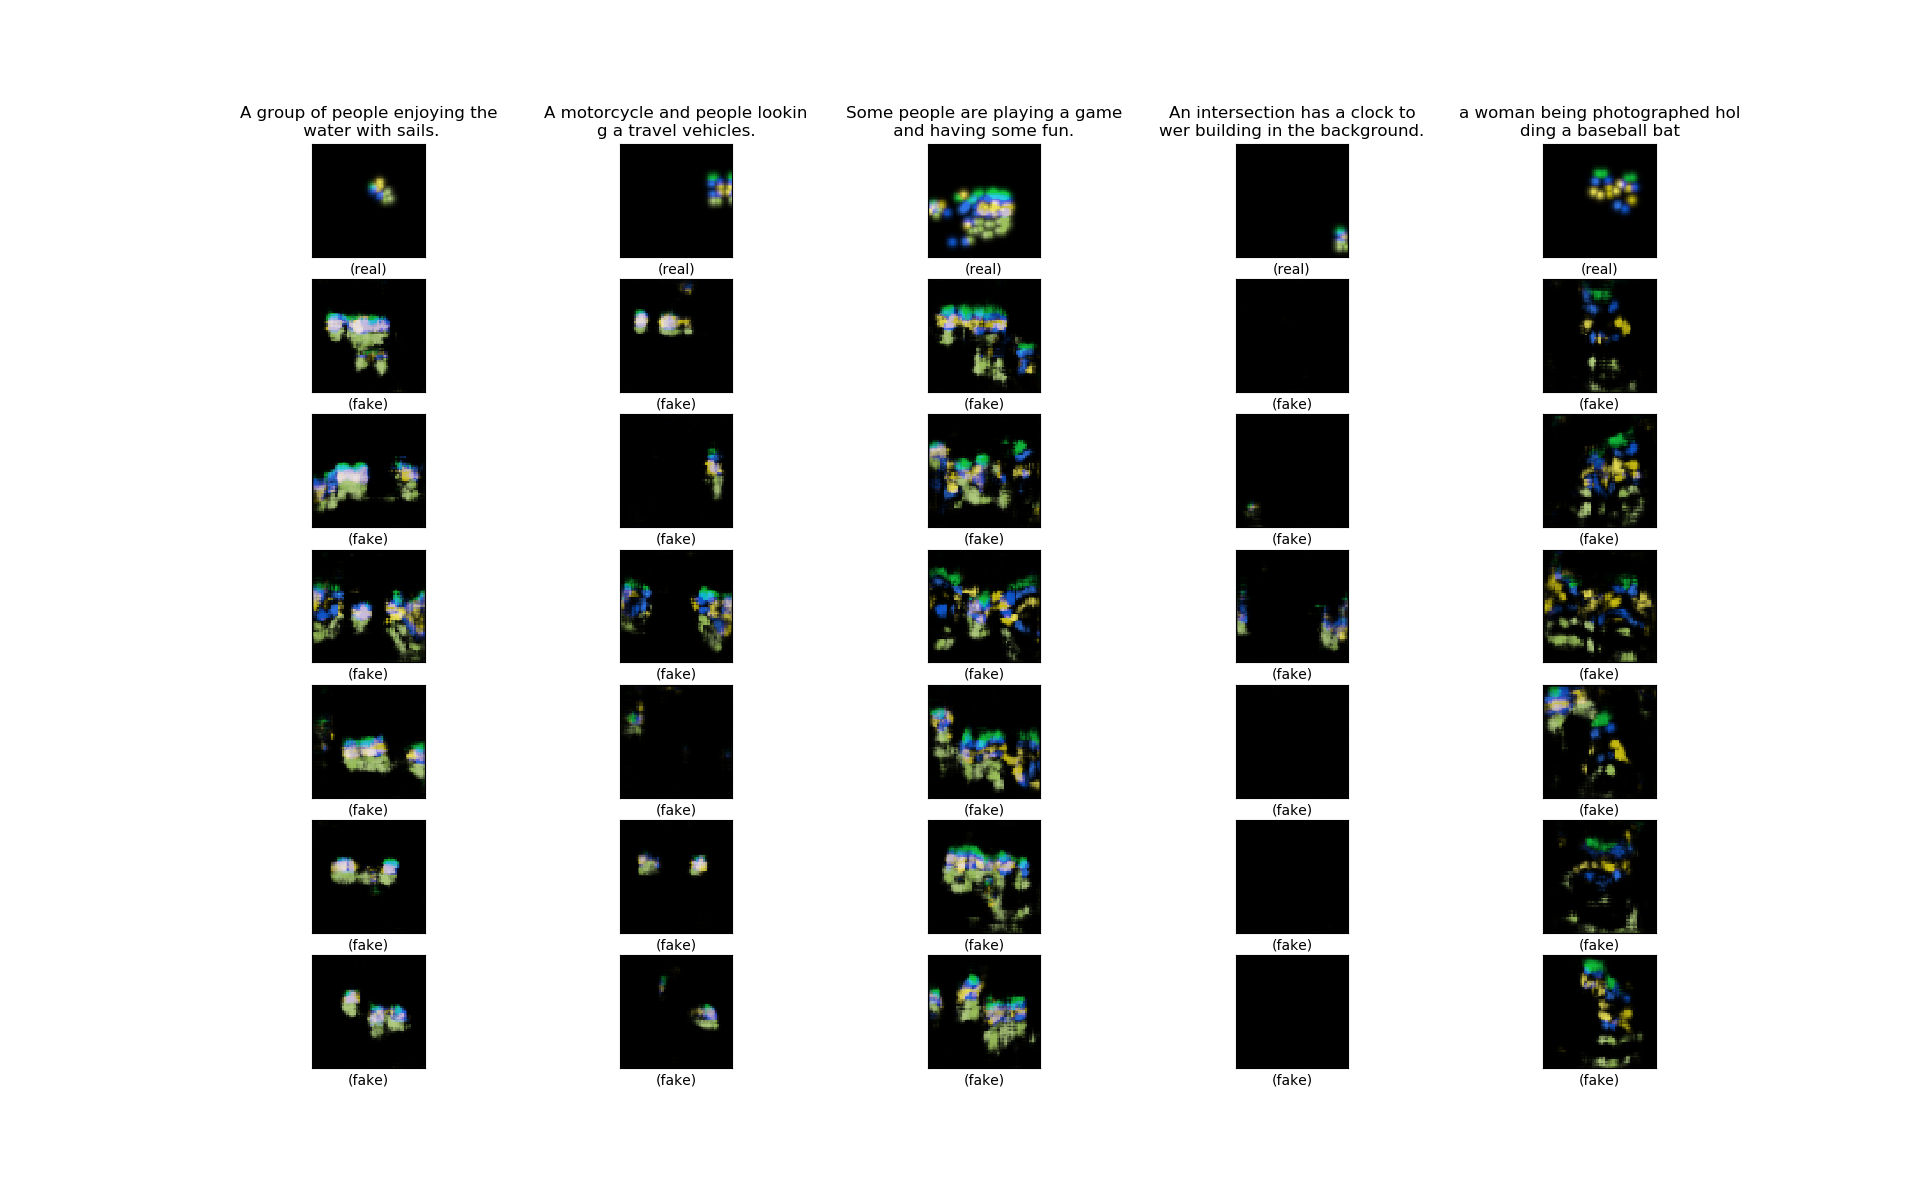 A group of people enjoying the
water with sails.
A motorcycle and people lookin
g a travel vehicles.
Some people are playing a game
and having some fun.
An intersection has a clock to
wer building in the background.
a woman being photographed hol
ding a baseball bat
(real) (real) (real) (real) (real)
(fake) (fake) (fake) (fake) (fake)
(fake) (fake) (fake) (fake) (fake)
(fake) (fake) (fake) (fake) (fake)
(fake) (fake) (fake) (fake) (fake)
(fake) (fake) (fake) (fake) (fake)
(fake) (fake) (fake) (fake) (fake)